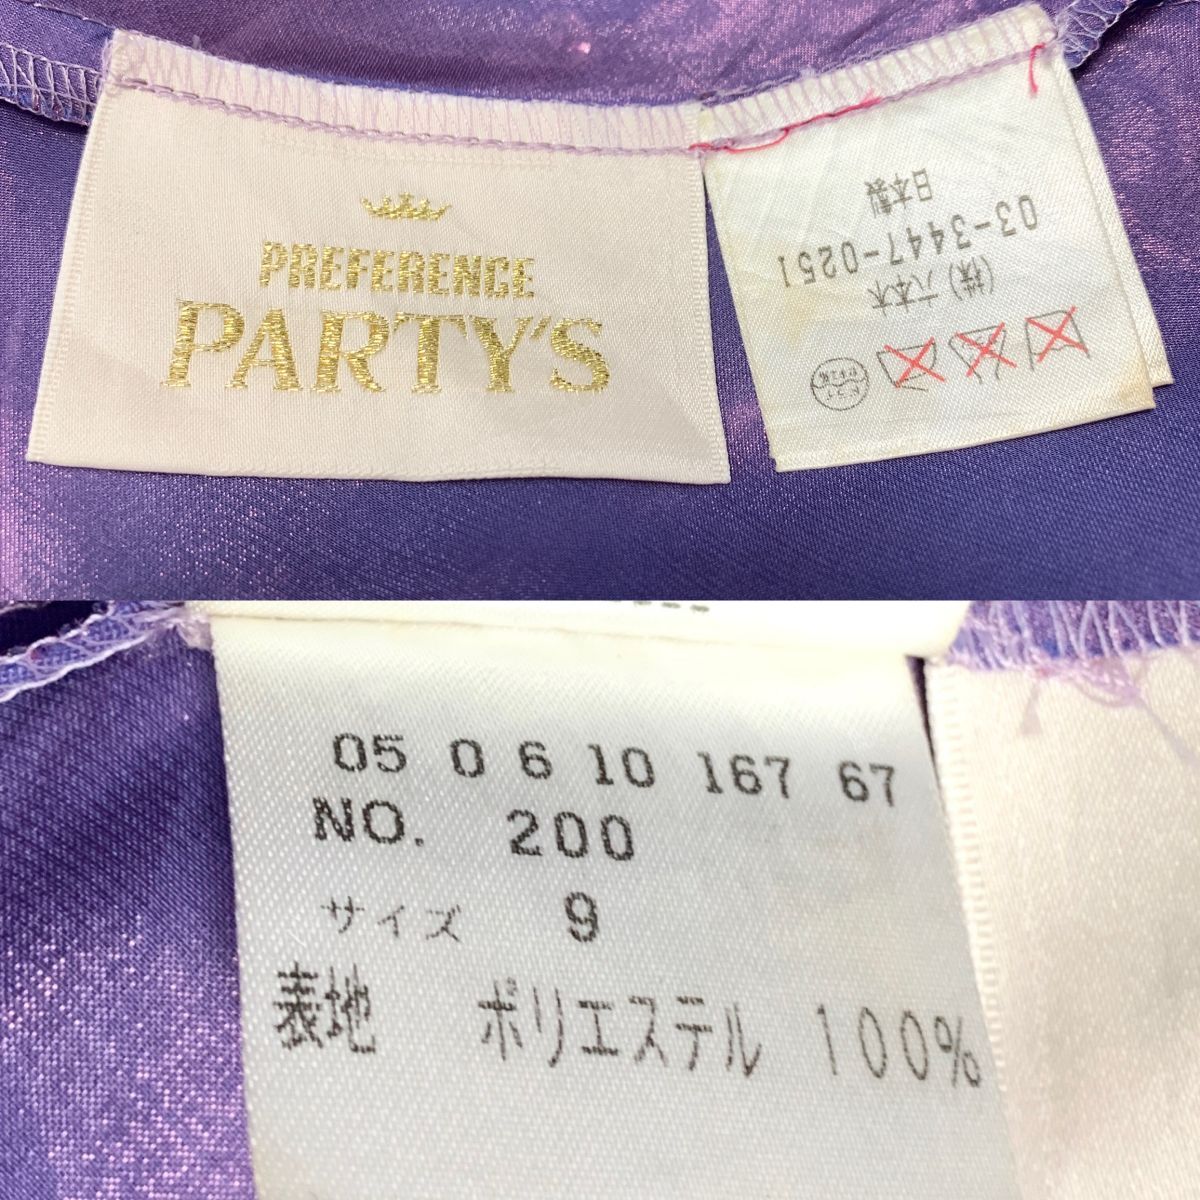 PREFERENCE
PARTY'S
(株) 六本木
03-3447-0251
日本製
05 0 6 10 167 67
NO. 200
サイズ 9
表地 ポリエステル 100%